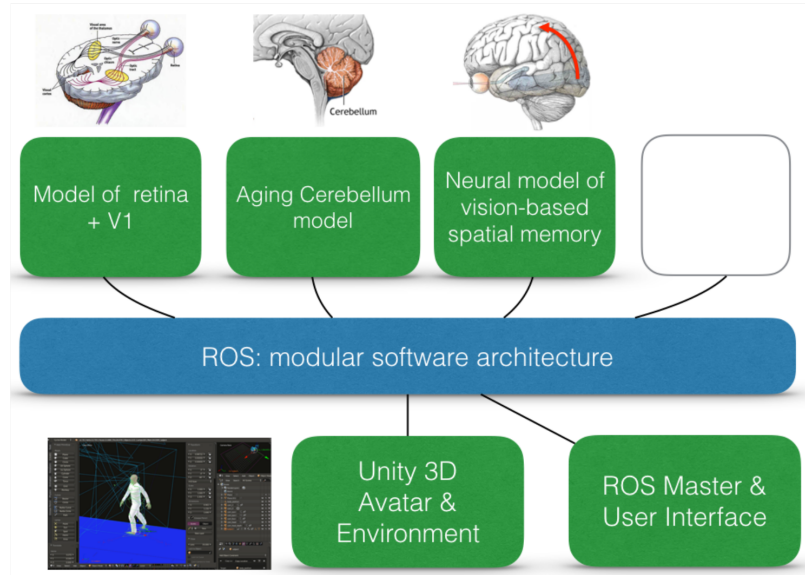 Cerebellum
Model of retina
+ V1
Aging Cerebellum
model
Neural model of
vision-based
spatial memory
ROS: modular software architecture
Unity 3D
Avatar &
Environment
ROS Master &
User Interface